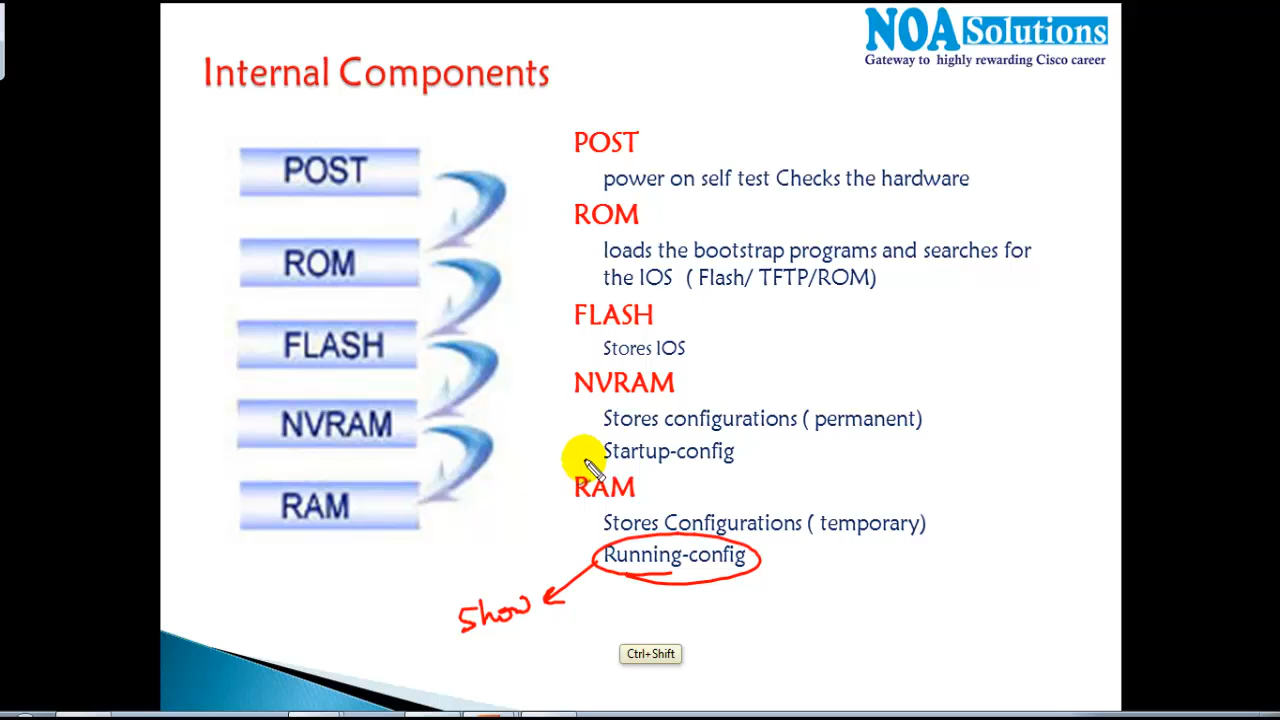 NOA Solutions
Gateway to highly rewarding Cisco career
Internal Components
POST
ROM
FLASH
NVRAM
RAM
POST
power on self test Checks the hardware
ROM
loads the bootstrap programs and searches for
the IOS ( Flash/ TFTP/ROM)
FLASH
Stores IOS
NVRAM
Stores configurations ( permanent)
Startup-config
RAM
Stores Configurations ( temporary)
Running-config
Show
Ctrl+Shift